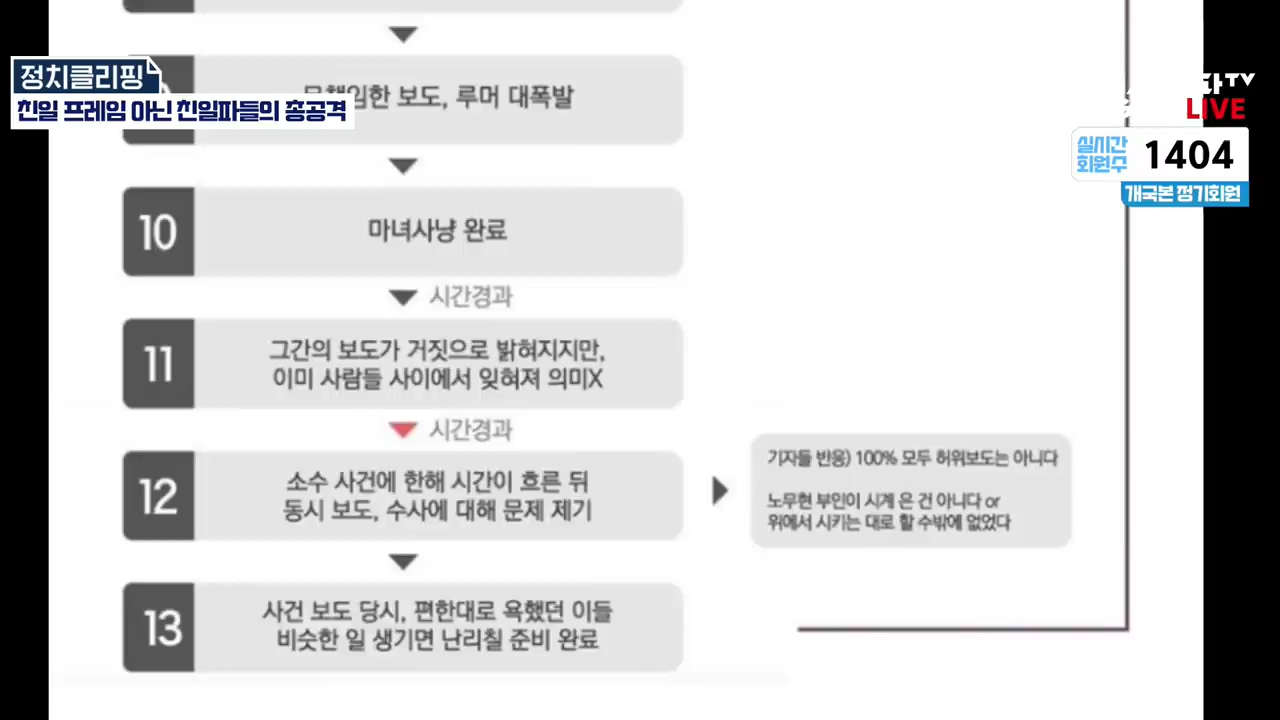 정치클리핑
친일 프레임 아닌 친일파들의 총공격
보도, 루머 대폭발
TV
LIVE
실시간
회원수
1404
개국본 정기회원
10
마녀사냥 완료
시간경과
11
그간의 보도가 거짓으로 밝혀지지만,
이미 사람들 사이에서 잊혀져 의미X
시간경과
12
소수 사건에 한해 시간이 흐른 뒤
동시 보도, 수사에 대해 문제 제기
기자들 반응) 100% 모두 허위보도는 아니다
노무현 부인이 시계 은 건 아니다 or
위에서 시키는 대로 할 수밖에 없었다
13
사건 보도 당시, 편한대로 욕했던 이들
비슷한 일 생기면 난리칠 준비 완료